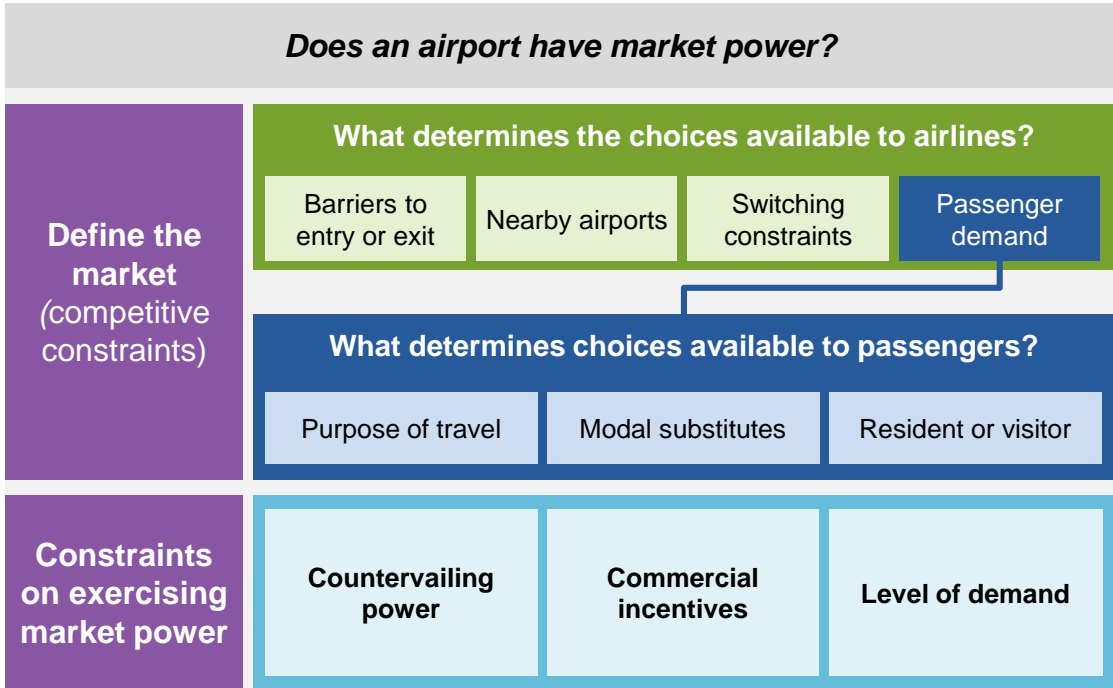 Does an airport have market power?
Define the
market
(competitive
constraints)
What determines the choices available to airlines?
Barriers to
entry or exit
Nearby airports
Switching
constraints
Passenger
demand
What determines choices available to passengers?
Purpose of travel
Modal substitutes
Resident or visitor
Constraints
on exercising
market power
Countervailing
power
Commercial
incentives
Level of demand